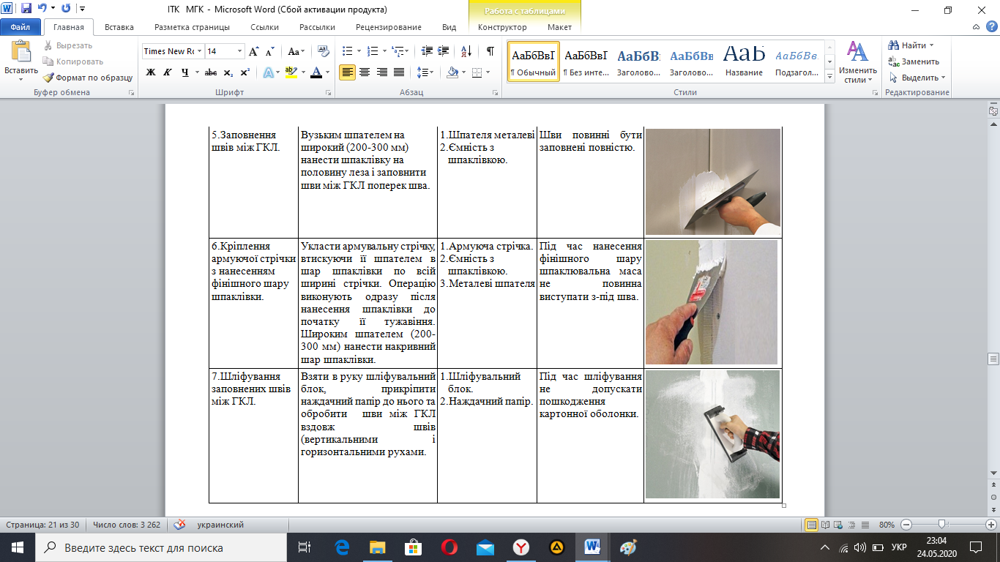 ІТК МГК - Microsoft Word (Сбой активации продукта)
Работа с таблицами
Файл Главная Вставка Разметка страницы Ссылки Рассылки Рецензирование Вид Конструктор Макет
Вставить
Вырезать
Копировать
Формат по образцу
Буфер обмена
Times New Ro 14
Ж К Ч abc x₂ x²
Шрифт
Абзац
АаБбВвІ
¶ Обычный
АаБбВвІ
¶ Без инте...
АаБбВ
Заголово...
АаБбВв
Заголово...
АаБ
Название
АаБбВв.
Подзагол...
Стили
Изменить
стили
Найти
Заменить
Выделить
Редактирование
5.Заповнення
швів між ГКЛ.
Вузьким шпателем на
широкий (200-300 мм)
нанести шпаклівку на
половину леза і заповнити
шви між ГКЛ поперек шва.
1.Шпателя металеві
2.Ємність з
шпаклівкою.
Шви повинні бути
заповнені повністю.
6.Кріплення
армуючої стрічки
з нанесенням
фінішного шару
шпаклівки.
Укласти армувальну стрічку,
втискуючи її шпателем в
шар шпаклівки по всій
ширині стрічки. Операцію
виконують одразу після
нанесення шпаклівки до
початку її тужавіння.
Широким шпателем (200-
300 мм) нанести накривний
шар шпаклівки.
1.Армуюча стрічка.
2.Ємність з
шпаклівкою.
3.Металеві шпателя
Під час нанесення
фінішного шару
шпаклювальна маса
не повинна
виступати з-під шва.
7.Шліфування
заповнених швів
між ГКЛ.
Взяти в руку шліфувальний
блок, прикріпити
наждачний папір до нього та
обробити шви між ГКЛ
вздовж швів
(вертикальними і
горизонтальними рухами.
1.Шліфувальний
блок.
2.Наждачний папір.
Під час шліфування
не допускати
пошкодження
картонної оболонки.
Страница: 21 из 30 Число слов: 3 262 украинский 80%
Введите здесь текст для поиска
УКР
23:04
24.05.2020